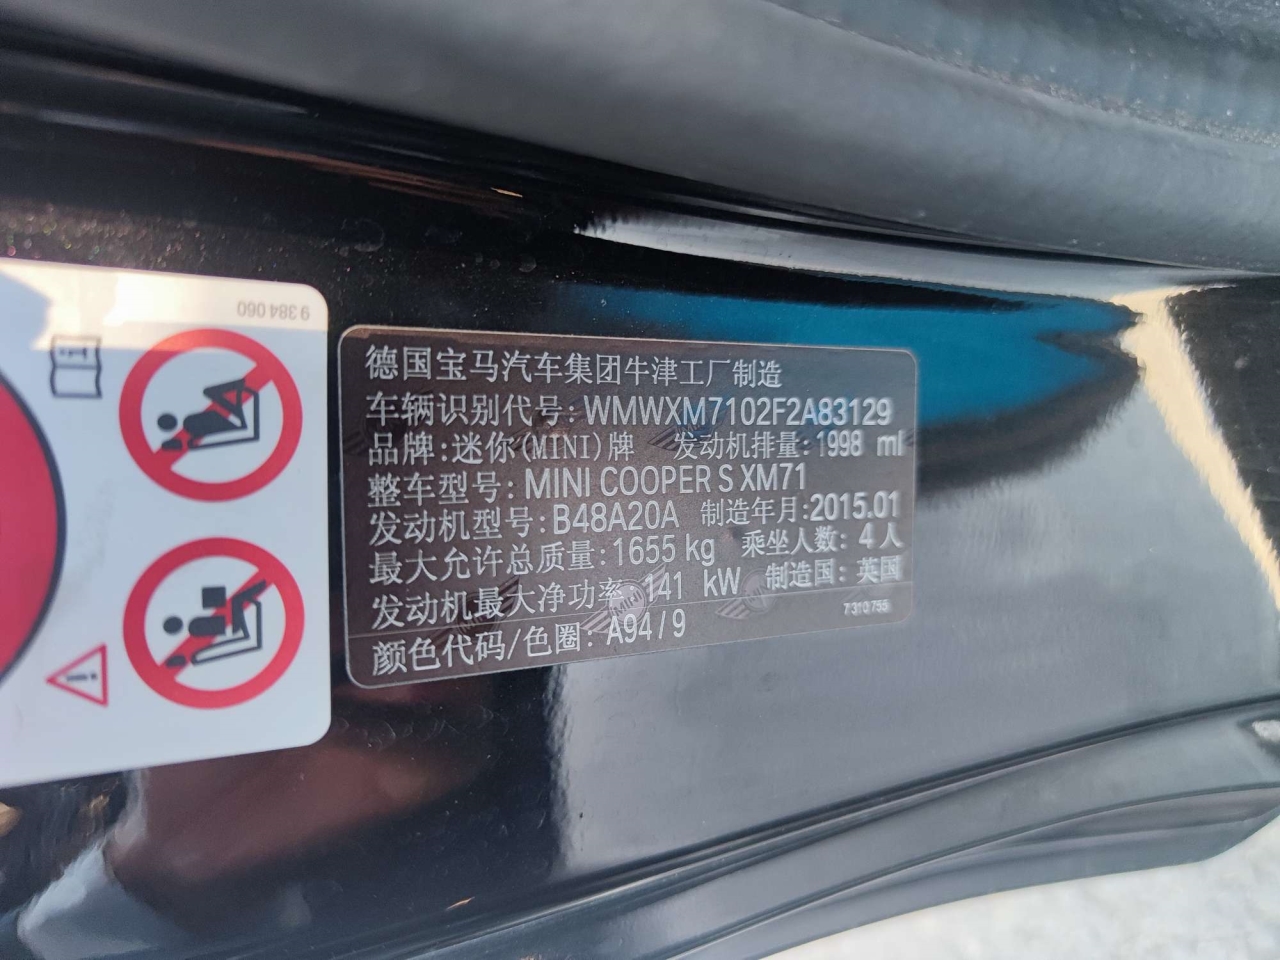 9 384 060
德国宝马汽车集团牛津工厂制造
车辆识别代号: WMWXM7102F2A83129
品牌:迷你(MINI)牌 发动机排量: 1998 ml
整车型号: MINI COOPER S XM71
发动机型号: B48A20A 制造年月: 2015.01
最大允许总质量: 1655 kg 乘坐人数: 4人
发动机最大净功率: 141 kW 制造国: 英国
颜色代码/色圈: A94 / 9 7 310 755
MINI